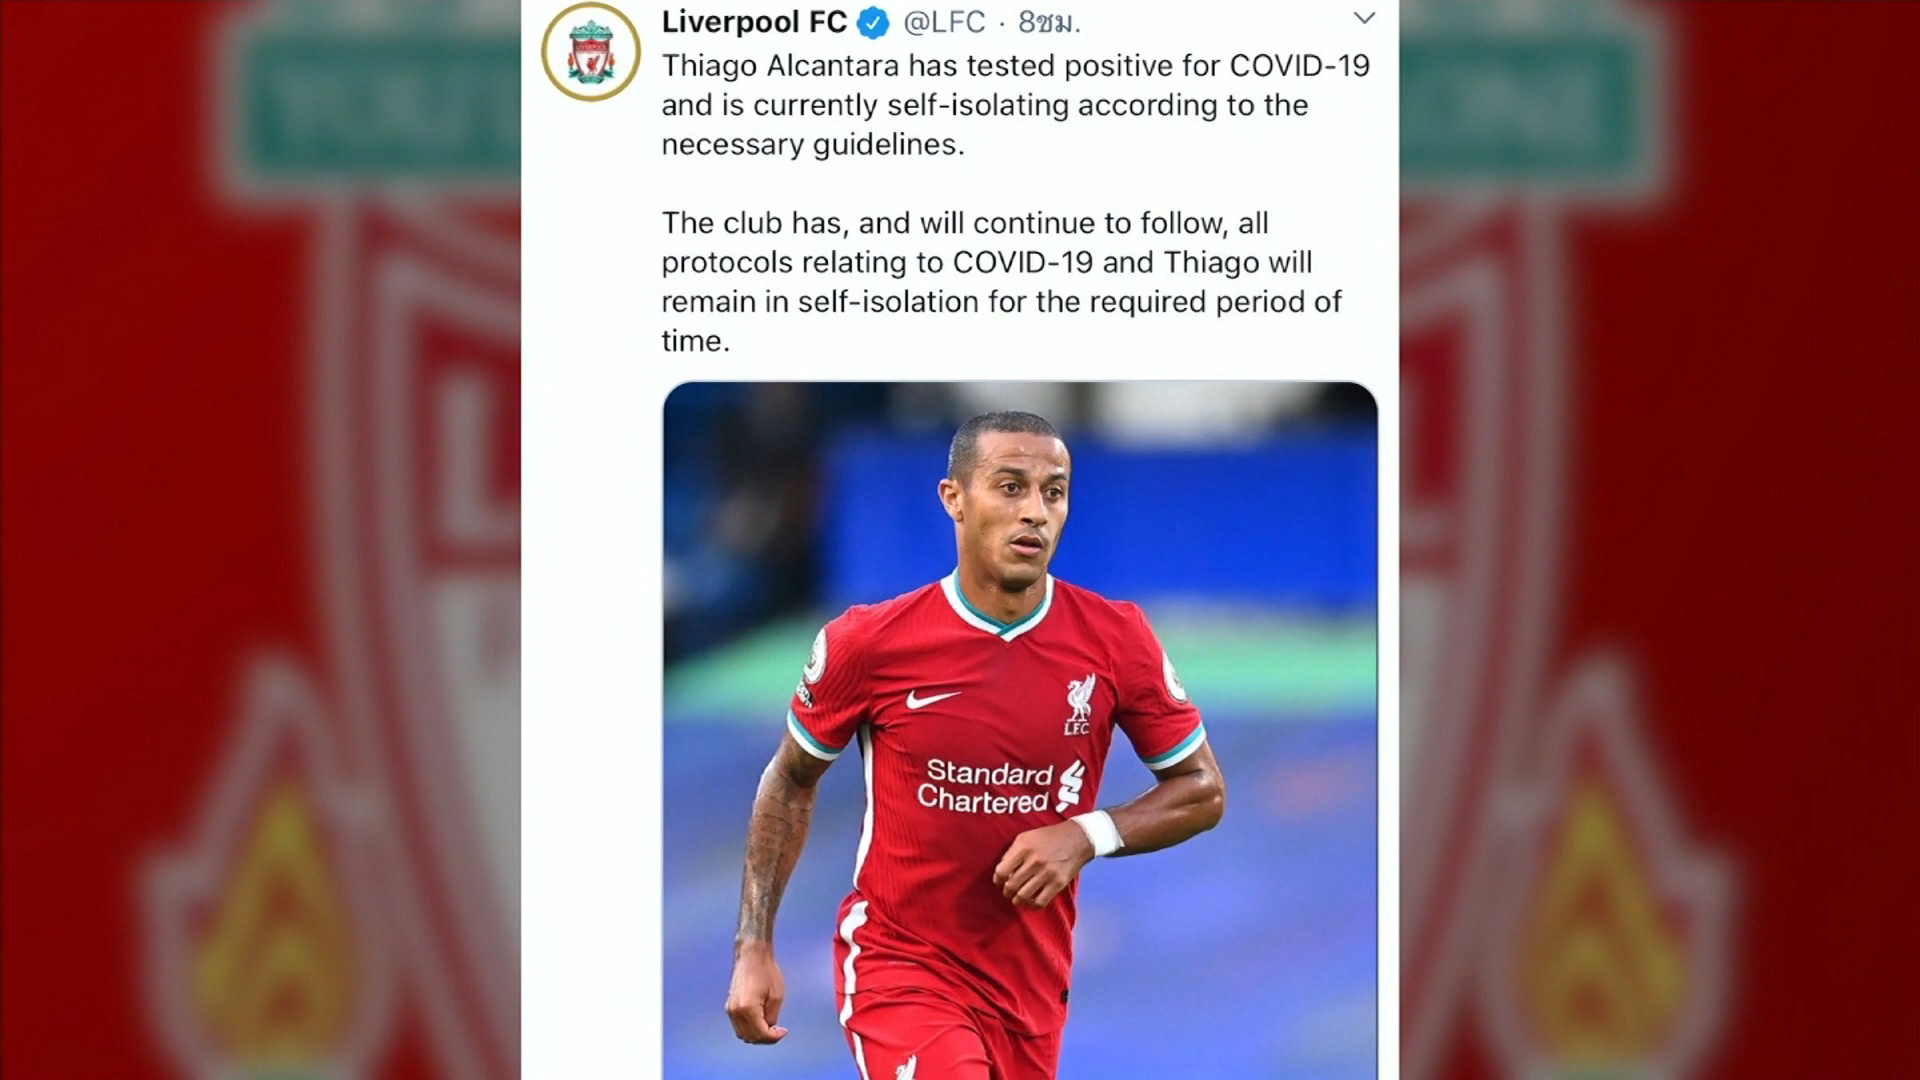 Liverpool FC @LFC · 8ชม.
Thiago Alcantara has tested positive for COVID-19
and is currently self-isolating according to the
necessary guidelines.
The club has, and will continue to follow, all
protocols relating to COVID-19 and Thiago will
remain in self-isolation for the required period of
time.
L.F.C.
Standard
Chartered